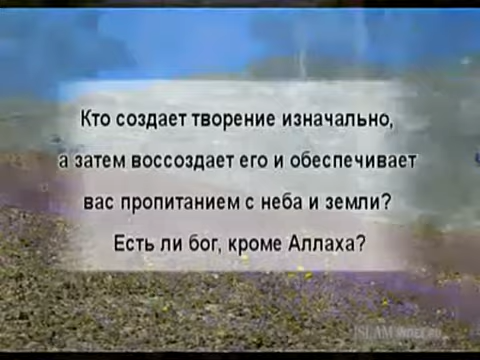 Кто создает творение изначально,
а затем воссоздает его и обеспечивает
вас пропитанием с неба и земли?
Есть ли бог, кроме Аллаха?